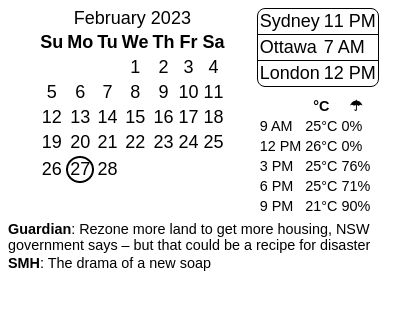 February 2023
Su Mo Tu We Th Fr Sa
1 2 3 4
5 6 7 8 9 10 11
12 13 14 15 16 17 18
19 20 21 22 23 24 25
26 27 28
Sydney 11 PM
Ottawa 7 AM
London 12 PM
°C ☂
9 AM 25°C 0%
12 PM 26°C 0%
3 PM 25°C 76%
6 PM 25°C 71%
9 PM 21°C 90%
Guardian: Rezone more land to get more housing, NSW
government says – but that could be a recipe for disaster
SMH: The drama of a new soap